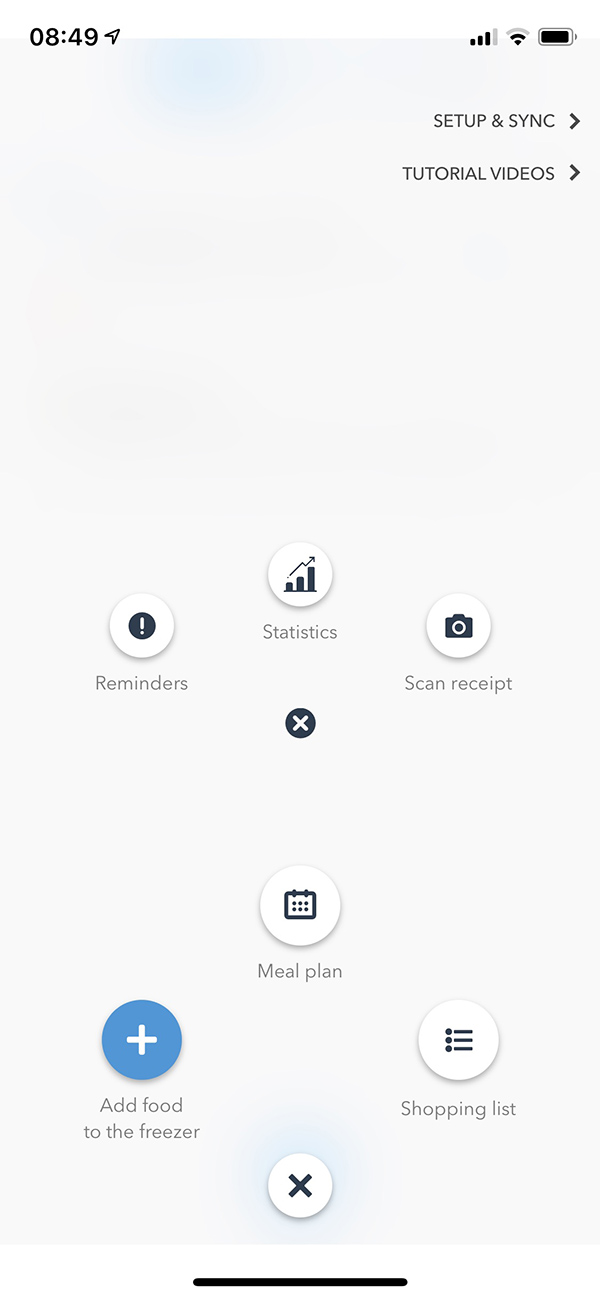 08:49
SETUP & SYNC
TUTORIAL VIDEOS
Statistics
Reminders
Scan receipt
Meal plan
Add food
to the freezer
Shopping list